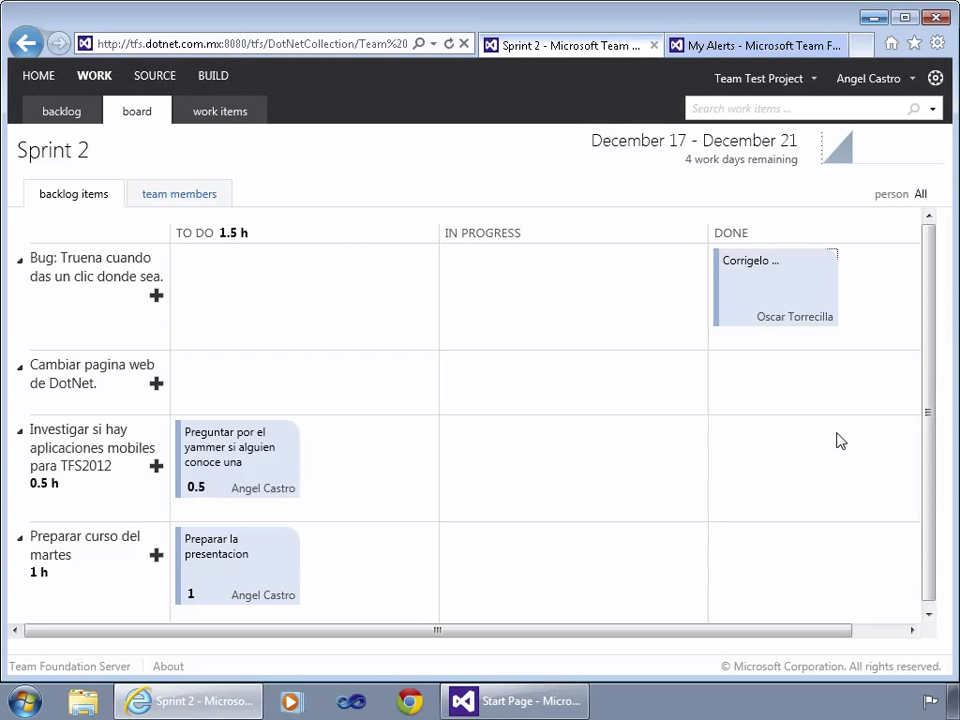 http://tfs.dotnet.com.mx:8080/tfs/DotNetCollection/Team%20
Sprint 2 - Microsoft Team ...
My Alerts - Microsoft Team F...
HOME WORK SOURCE BUILD
Team Test Project
Angel Castro
backlog board work items
Search work items ...
Sprint 2
December 17 - December 21
4 work days remaining
backlog items team members
person All
TO DO 1.5 h
IN PROGRESS
DONE
Bug: Truena cuando
das un clic donde sea.
Corrigelo ...
Oscar Torrecilla
Cambiar pagina web
de DotNet.
Investigar si hay
aplicaciones mobiles
para TFS2012
0.5 h
Preguntar por el
yammer si alguien
conoce una
0.5 Angel Castro
Preparar curso del
martes
1 h
Preparar la
presentacion
1 Angel Castro
Team Foundation Server
About
© Microsoft Corporation. All rights reserved.
Sprint 2 - Microso...
Start Page - Micro...